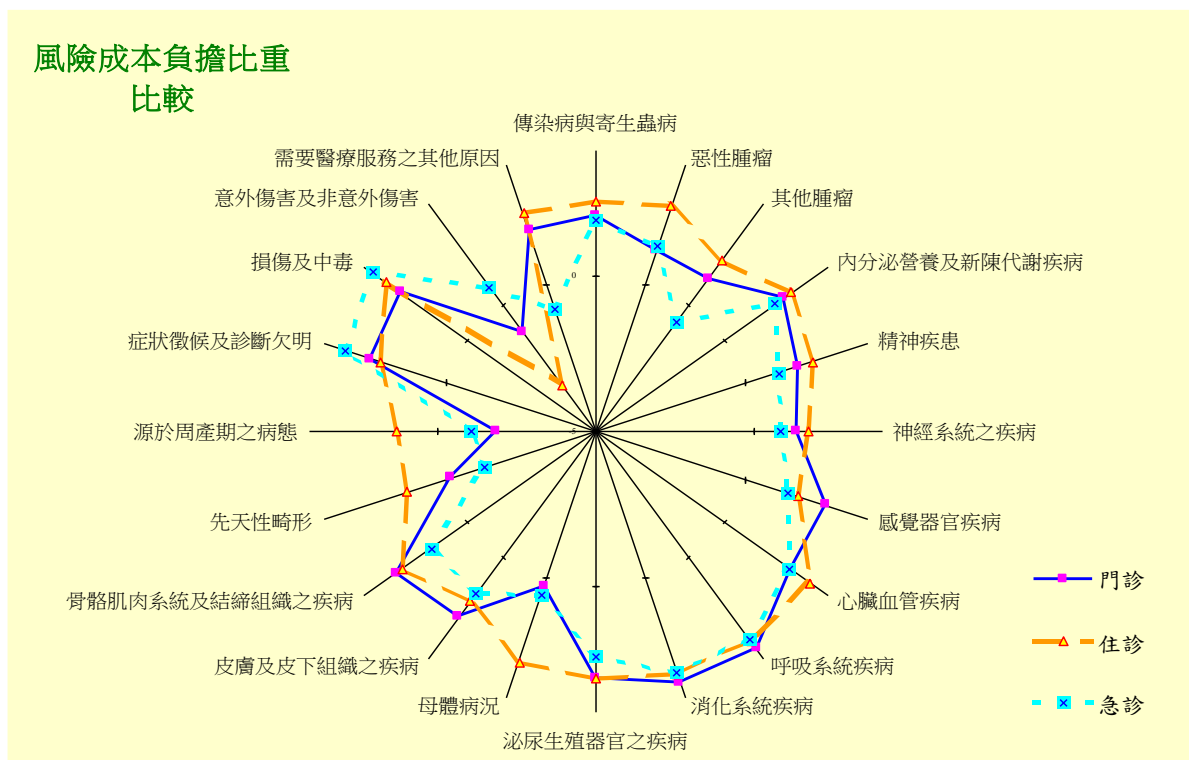 風險成本負擔比重
比較
傳染病與寄生蟲病
惡性腫瘤
其他腫瘤
內分泌營養及新陳代謝疾病
精神疾患
神經系統之疾病
感覺器官疾病
心臟血管疾病
呼吸系統疾病
消化系統疾病
泌尿生殖器官之疾病
母體病況
皮膚及皮下組織之疾病
骨骼肌肉系統及結締組織之疾病
先天性畸形
源於周產期之病態
症狀徵候及診斷欠明
損傷及中毒
意外傷害及非意外傷害
需要醫療服務之其他原因
0
門診
住診
急診